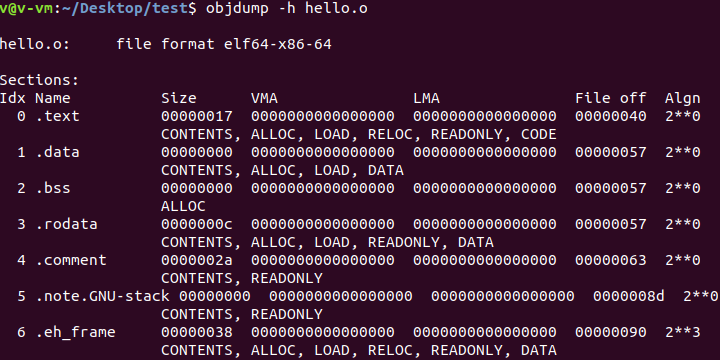 v@v-vm:~/Desktop/test$ objdump -h hello.o

hello.o:     file format elf64-x86-64

Sections:
Idx Name          Size      VMA               LMA               File off  Algn
  0 .text         00000017  0000000000000000  0000000000000000  00000040  2**0
                  CONTENTS, ALLOC, LOAD, RELOC, READONLY, CODE
  1 .data         00000000  0000000000000000  0000000000000000  00000057  2**0
                  CONTENTS, ALLOC, LOAD, DATA
  2 .bss          00000000  0000000000000000  0000000000000000  00000057  2**0
                  ALLOC
  3 .rodata       0000000c  0000000000000000  0000000000000000  00000057  2**0
                  CONTENTS, ALLOC, LOAD, READONLY, DATA
  4 .comment      0000002a  0000000000000000  0000000000000000  00000063  2**0
                  CONTENTS, READONLY
  5 .note.GNU-stack 00000000  0000000000000000  0000000000000000  0000008d  2**0
                  CONTENTS, READONLY
  6 .eh_frame     00000038  0000000000000000  0000000000000000  00000090  2**3
                  CONTENTS, ALLOC, LOAD, RELOC, READONLY, DATA